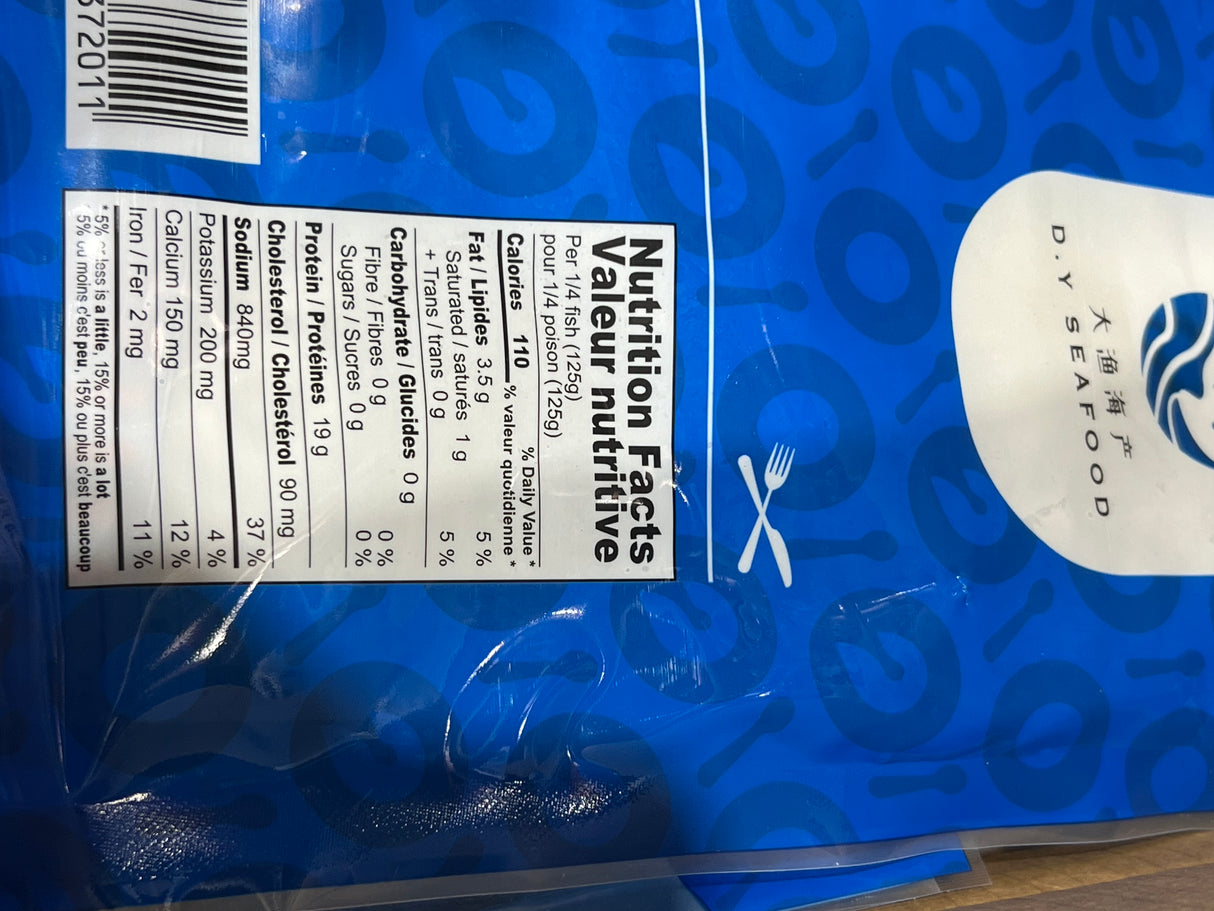 大渔海产
D.Y SEAFOOD
Nutrition Facts
Valeur nutritive
Per 1/4 fish (125g)
pour 1/4 poison (125g)
Calories 110
% Daily Value *
% valeur quotidienne *
Fat / Lipides 3.5 g 5 %
Saturated / saturés 1 g
+ Trans / trans 0 g 5 %
Carbohydrate / Glucides 0 g
Fibre / Fibres 0 g 0 %
Sugars / Sucres 0 g 0 %
Protein / Protéines 19 g
Cholesterol / Cholestérol 90 mg
Sodium 840mg 37 %
Potassium 200 mg 4 %
Calcium 150 mg 12 %
Iron / Fer 2 mg 11 %
*5% or less is a little, 15% or more is a lot
*5% ou moins c'est peu, 15% ou plus c'est beaucoup
372011